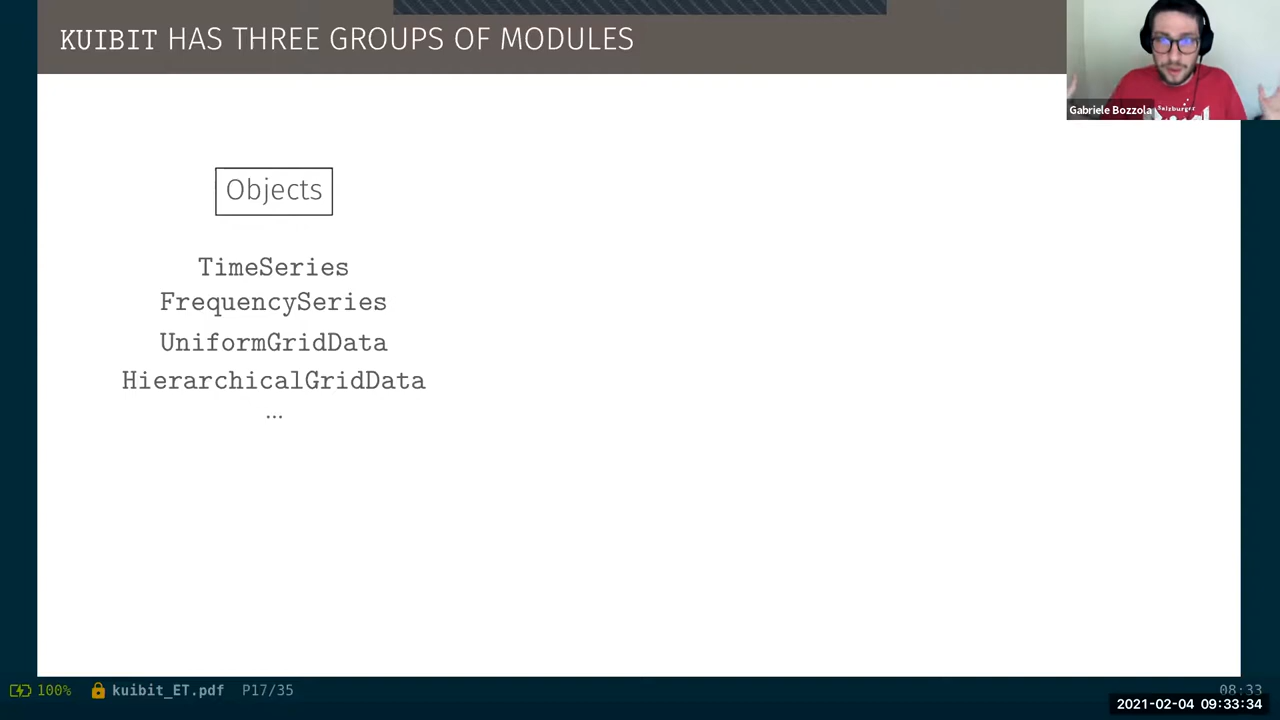 KUIBIT HAS THREE GROUPS OF MODULES
Gabriele Bozzola
Salzburger
Objects
TimeSeries
FrequencySeries
UniformGridData
HierarchicalGridData
...
100% kuibit_ET.pdf P17/35
08:33
2021-02-04 09:33:34